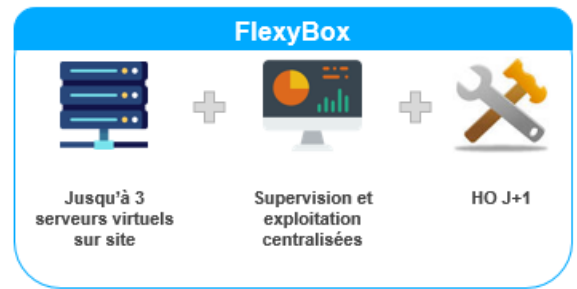 FlexyBox
Jusqu'à 3
serveurs virtuels
sur site
Supervision et
exploitation
centralisées
HO J+1